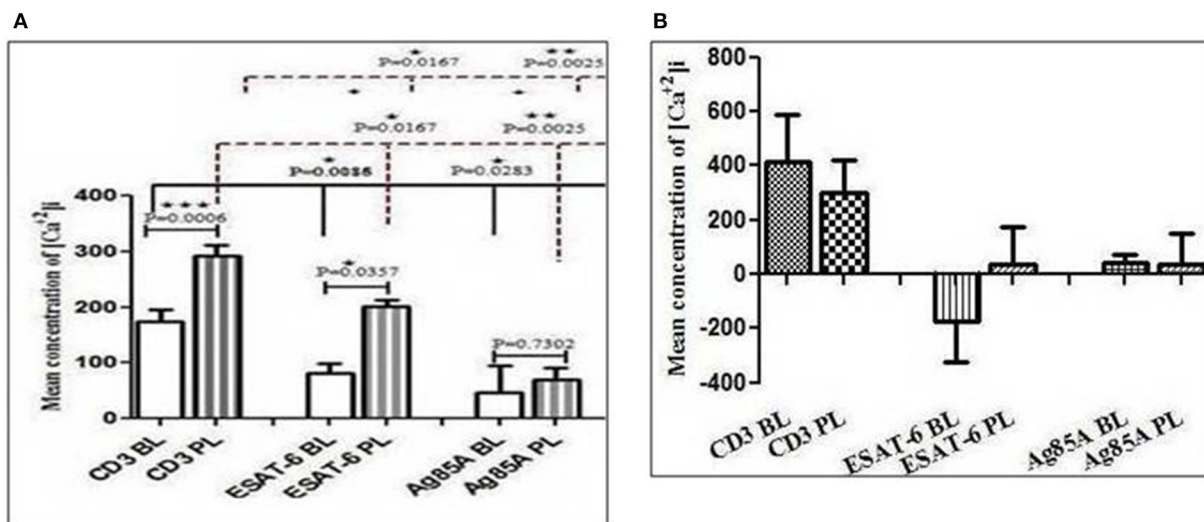 A
★ ★★
P=0.0167 P=0.0025
★ ★
★ ★★
P=0.0167 P=0.0025
★ ★
P=0.0283
★★★
P=0.0006
★
P=0.0357
P=0.7302
Mean concentration of [Ca⁺²]i
400
300
200
100
0
CD3 BL
CD3 PL
ESAT-6 BL
ESAT-6 PL
Ag85A BL
Ag85A PL
B
Mean concentration of [Ca⁺²]i
800
600
400
200
0
-200
-400
CD3 BL
CD3 PL
ESAT-6 BL
ESAT-6 PL
Ag85A BL
Ag85A PL